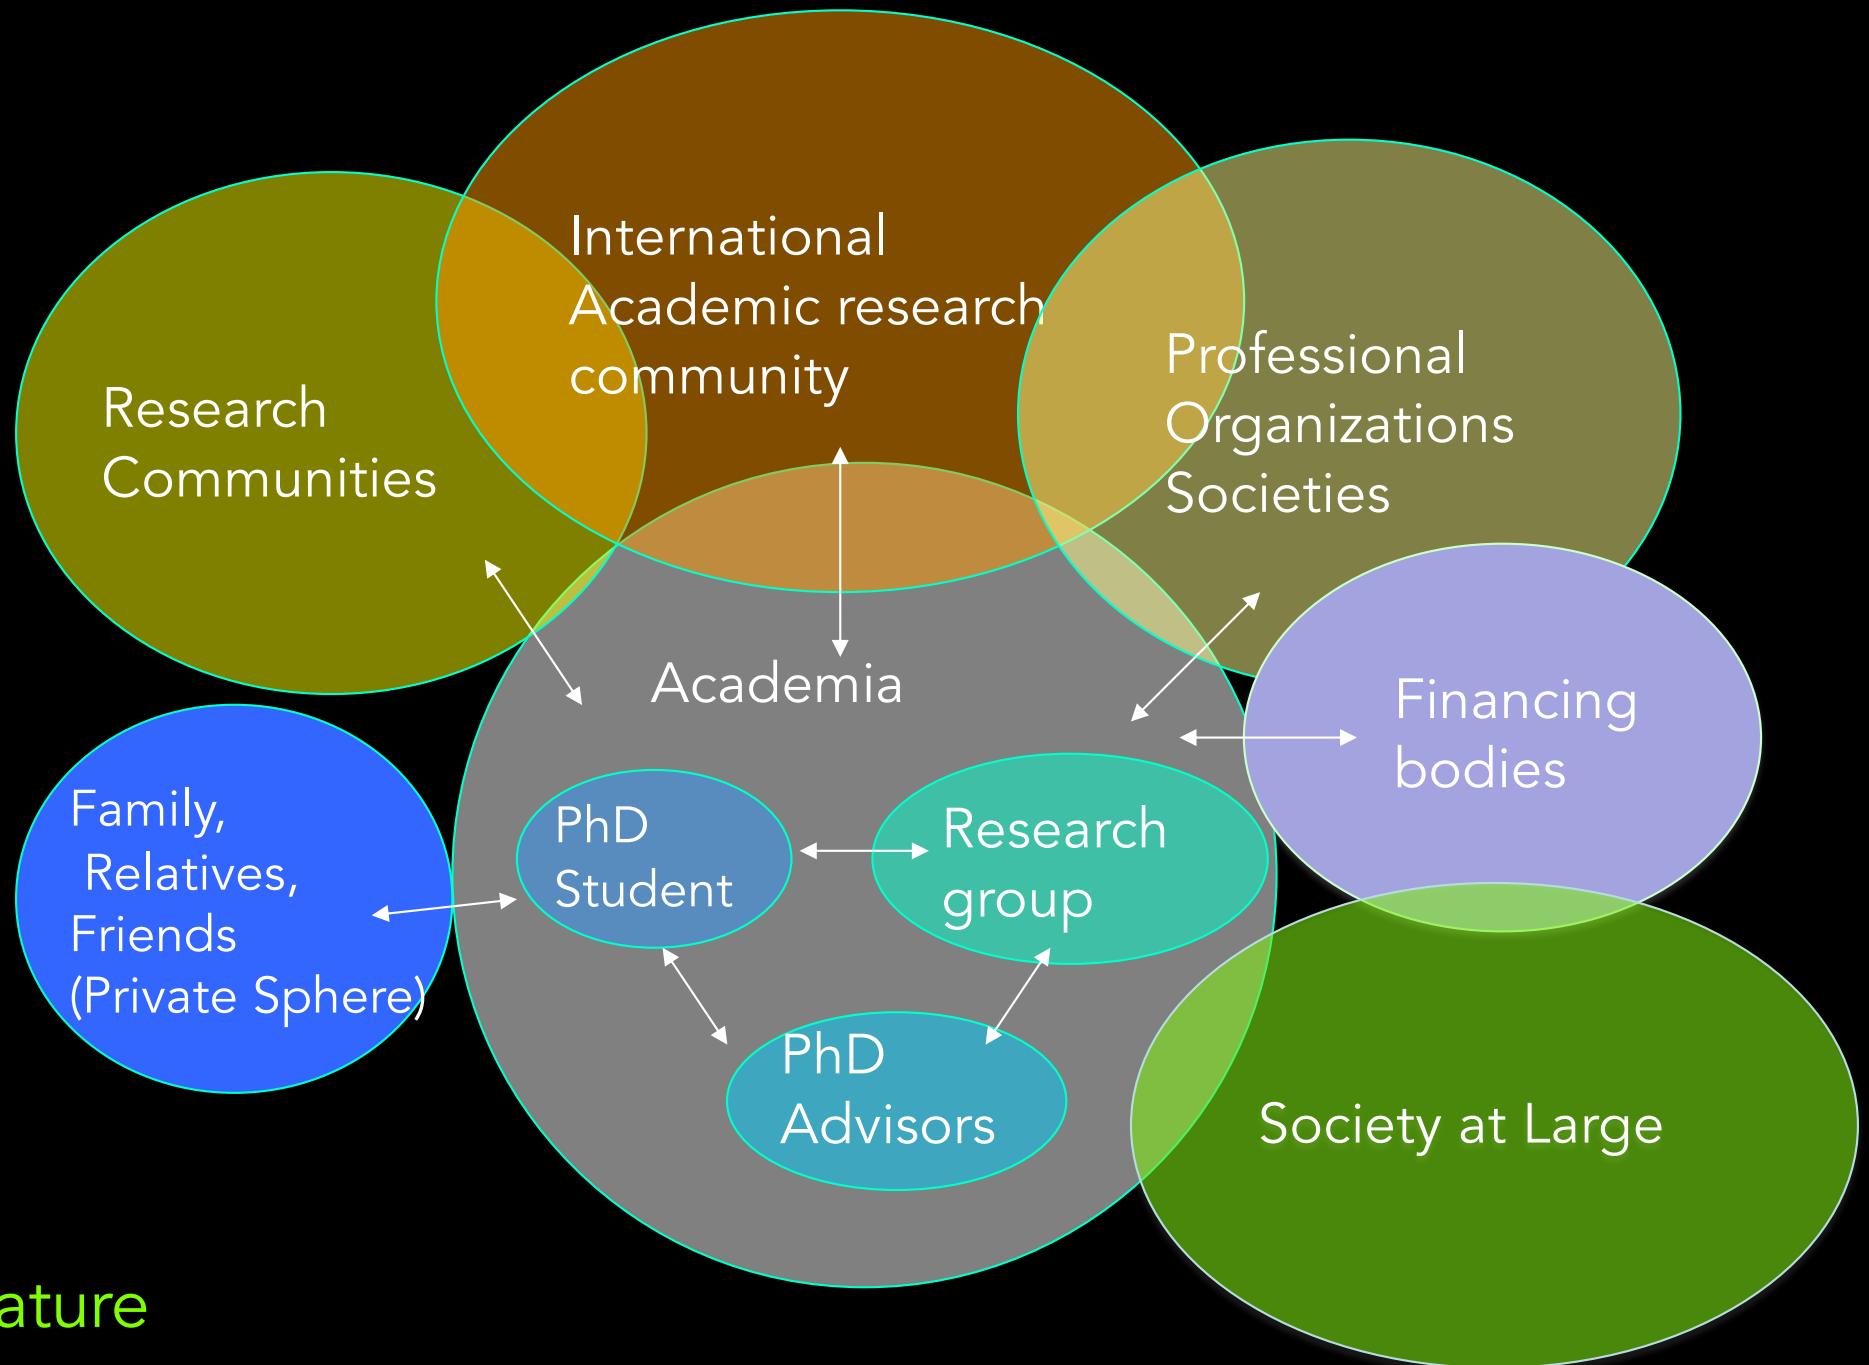 International
Academic research
community
Professional
Organizations
Societies
Research
Communities
Academia
Financing
bodies
Family,
Relatives,
Friends
(Private Sphere)
PhD
Student
Research
group
PhD
Advisors
Society at Large
ature